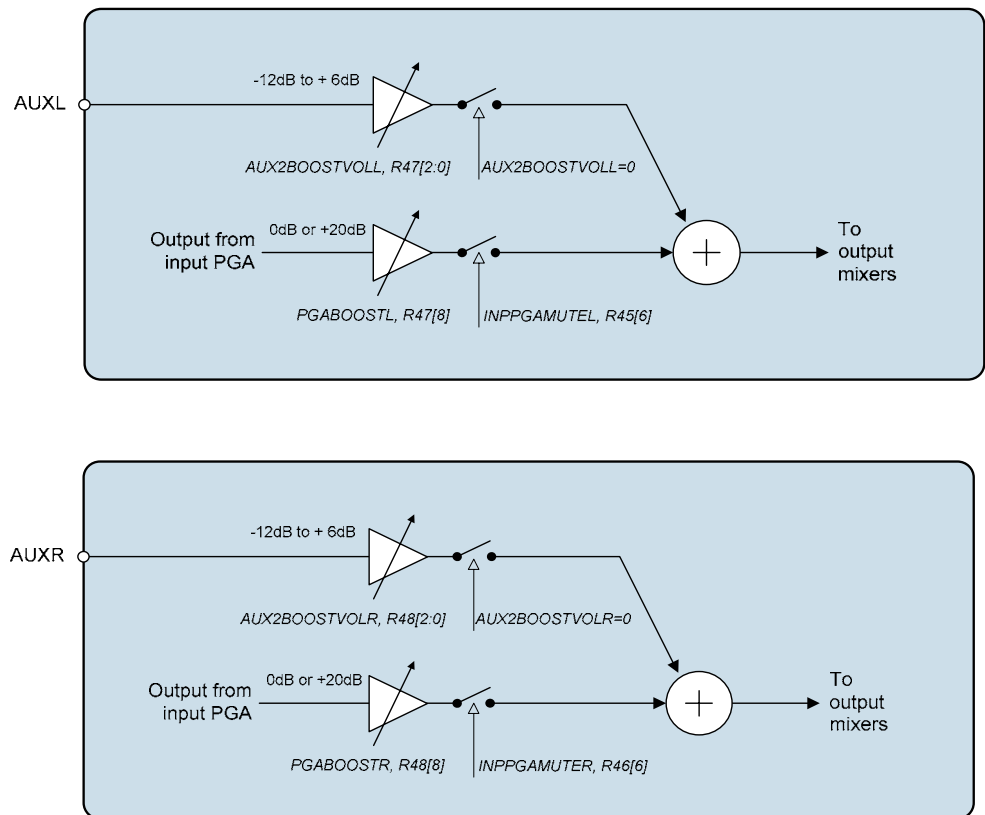 -12dB to + 6dB
AUXL
AUX2BOOSTVOLL, R47[2:0]
AUX2BOOSTVOLL=0
Output from
input PGA
0dB or +20dB
To
output
mixers
PGABOOSTL, R47[8]
INPPGAMUTEL, R45[6]
-12dB to + 6dB
AUXR
AUX2BOOSTVOLR, R48[2:0]
AUX2BOOSTVOLR=0
Output from
input PGA
0dB or +20dB
To
output
mixers
PGABOOSTR, R48[8]
INPPGAMUTER, R46[6]